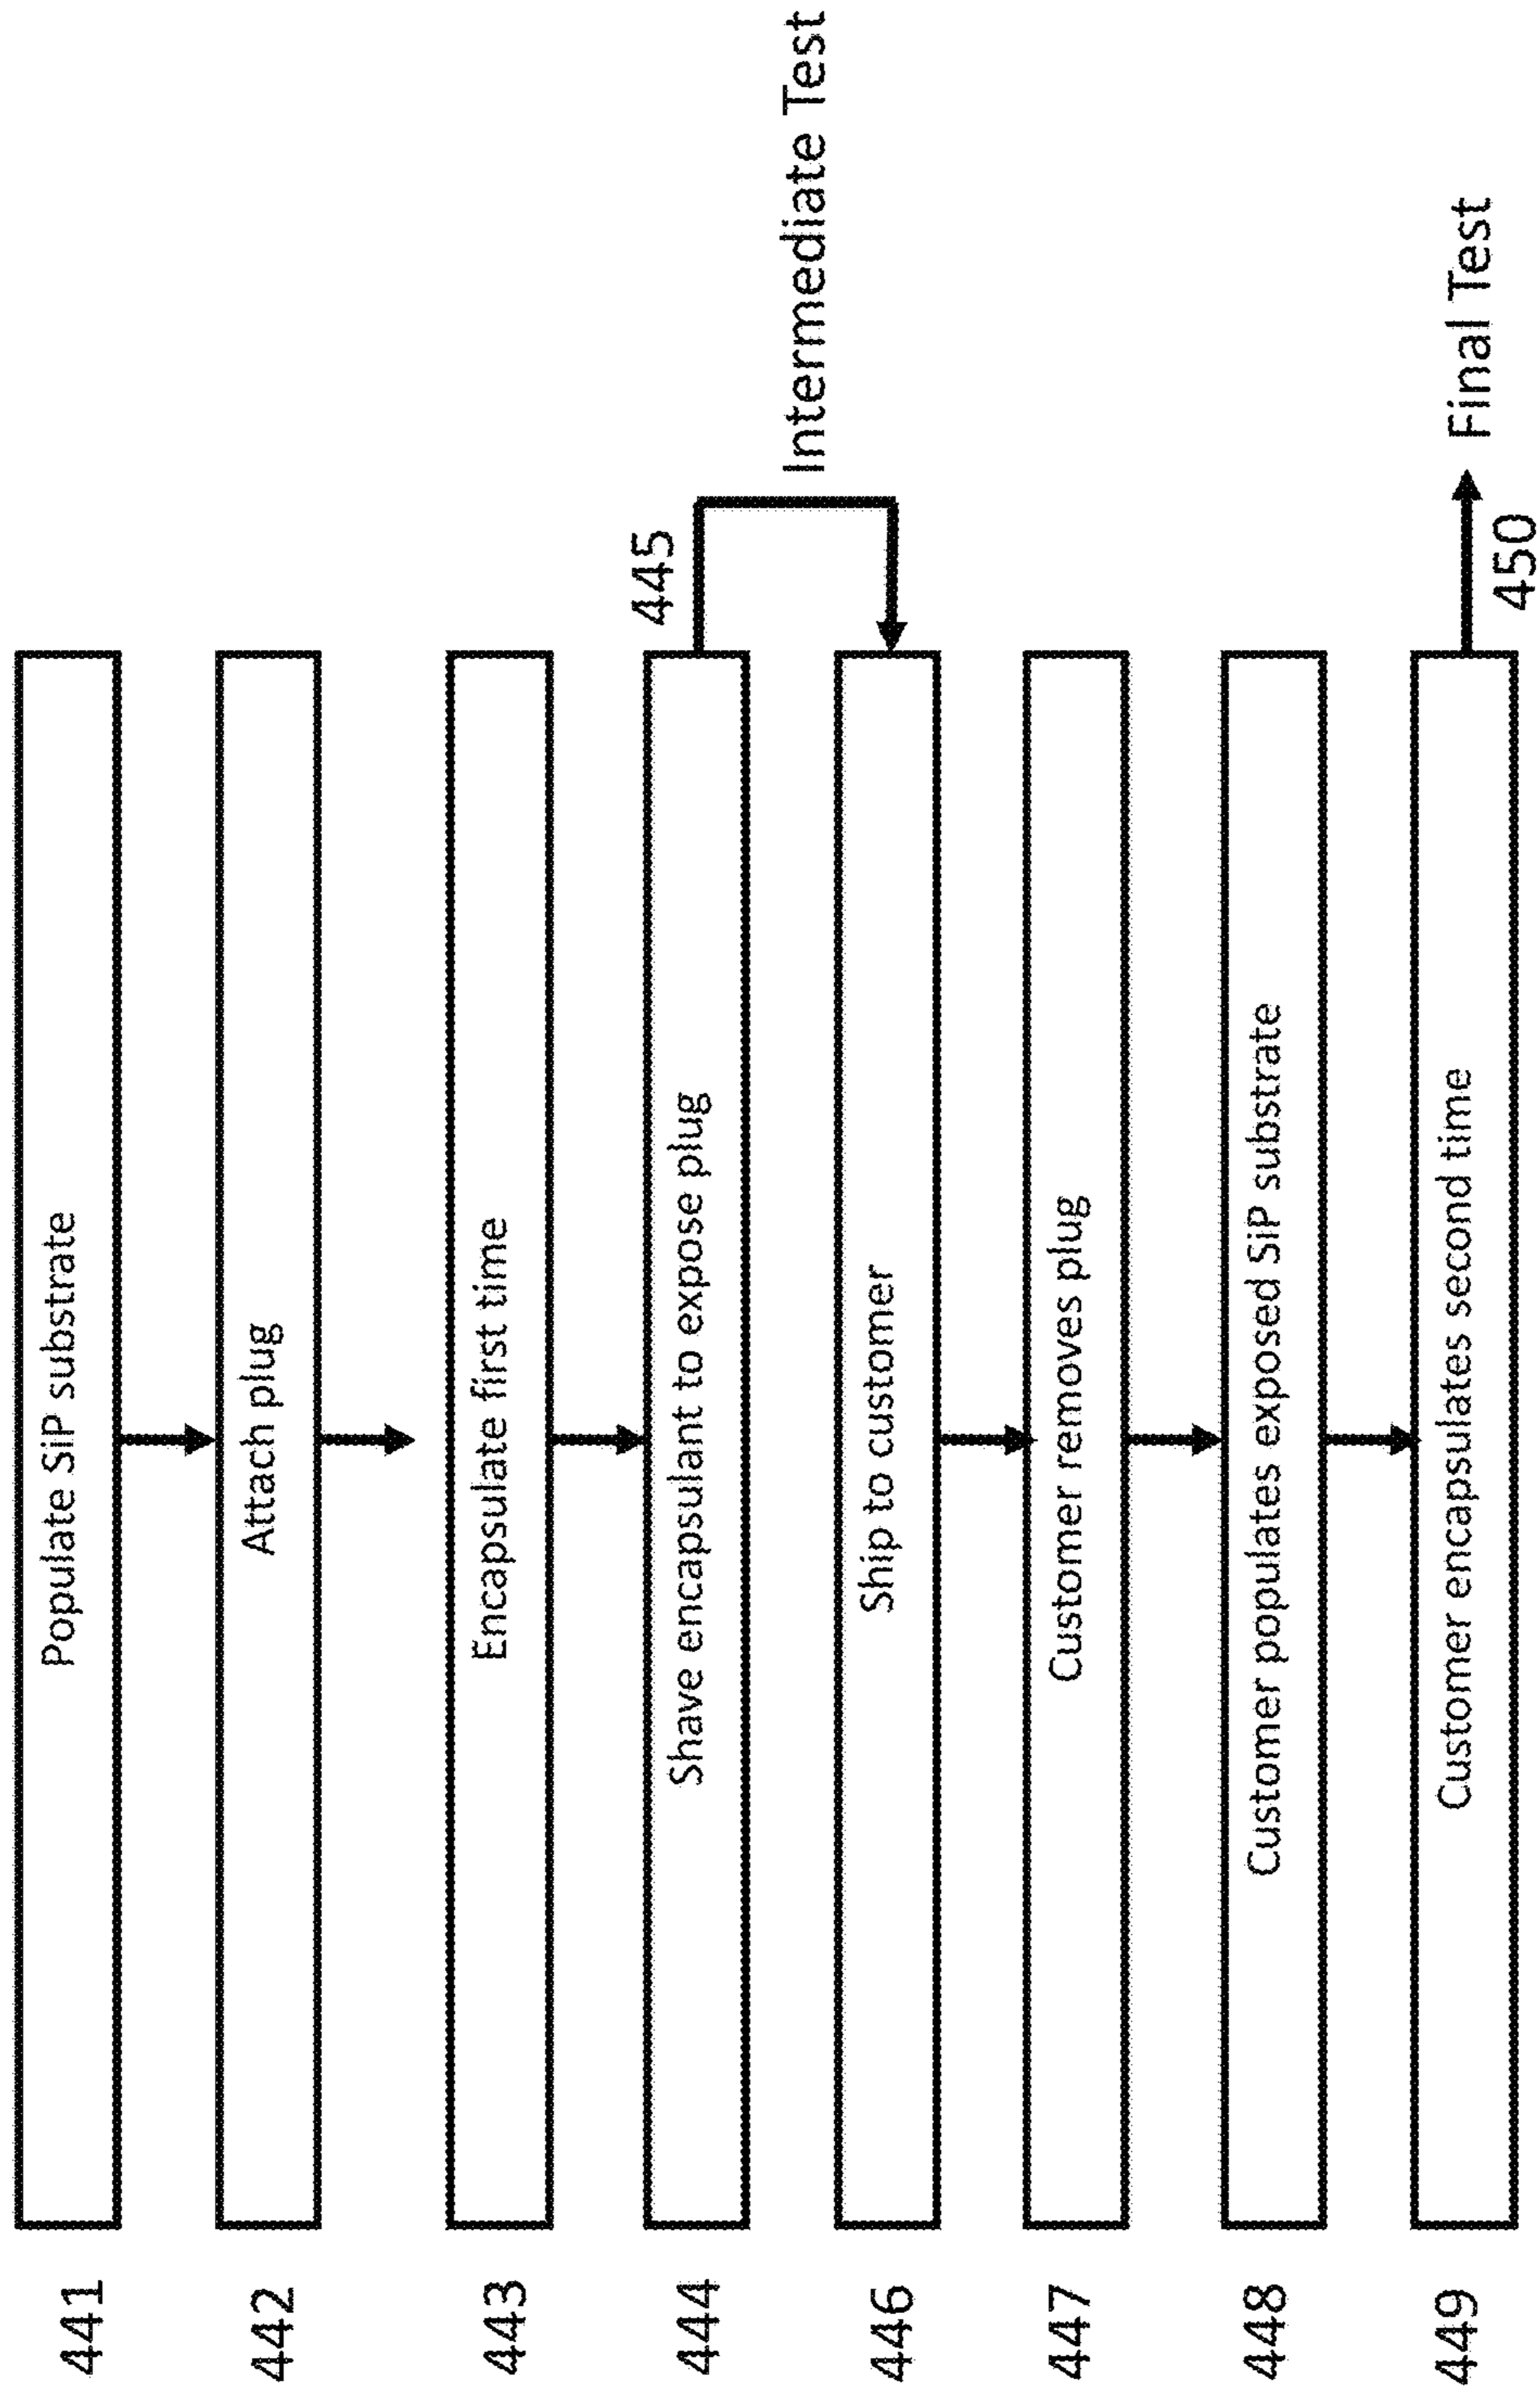 441
Populate SiP substrate
442
Attach plug
443
Encapsulate first time
444
Shave encapsulant to expose plug
445
Intermediate Test
446
Ship to customer
447
Customer removes plug
448
Customer populates exposed SiP substrate
449
Customer encapsulates second time
450
Final Test